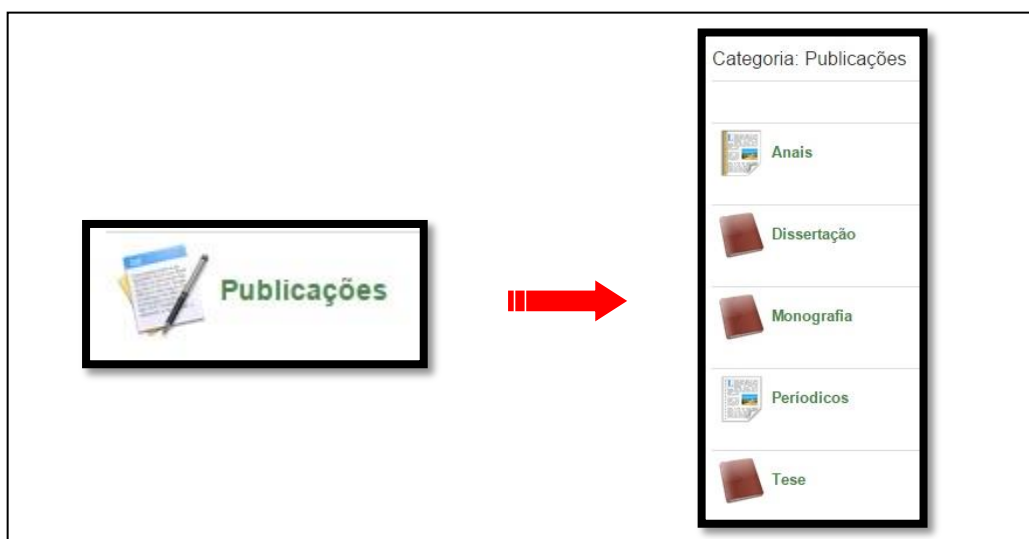 Publicações
Categoria: Publicações
Anais
Dissertação
Monografia
Períodicos
Tese